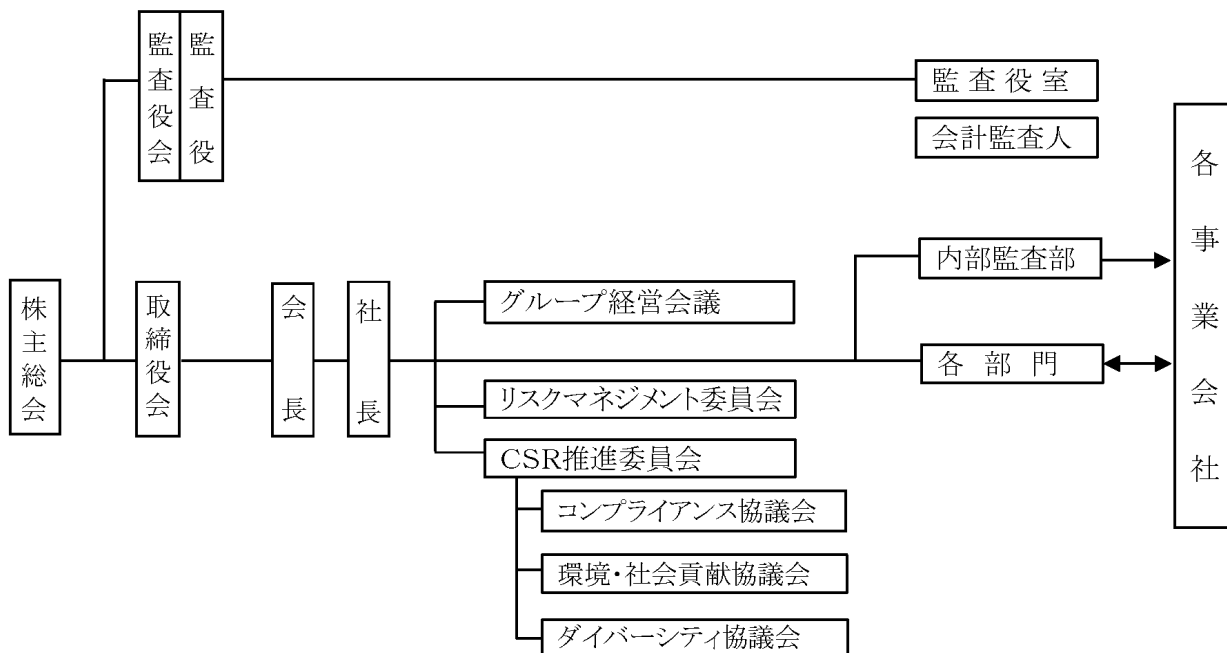 監査役会
監査役
監査役室
会計監査人
各事業会社
内部監査部
株主総会
取締役会
会長
社長
グループ経営会議
各部門
リスクマネジメント委員会
CSR推進委員会
コンプライアンス協議会
環境・社会貢献協議会
ダイバーシティ協議会